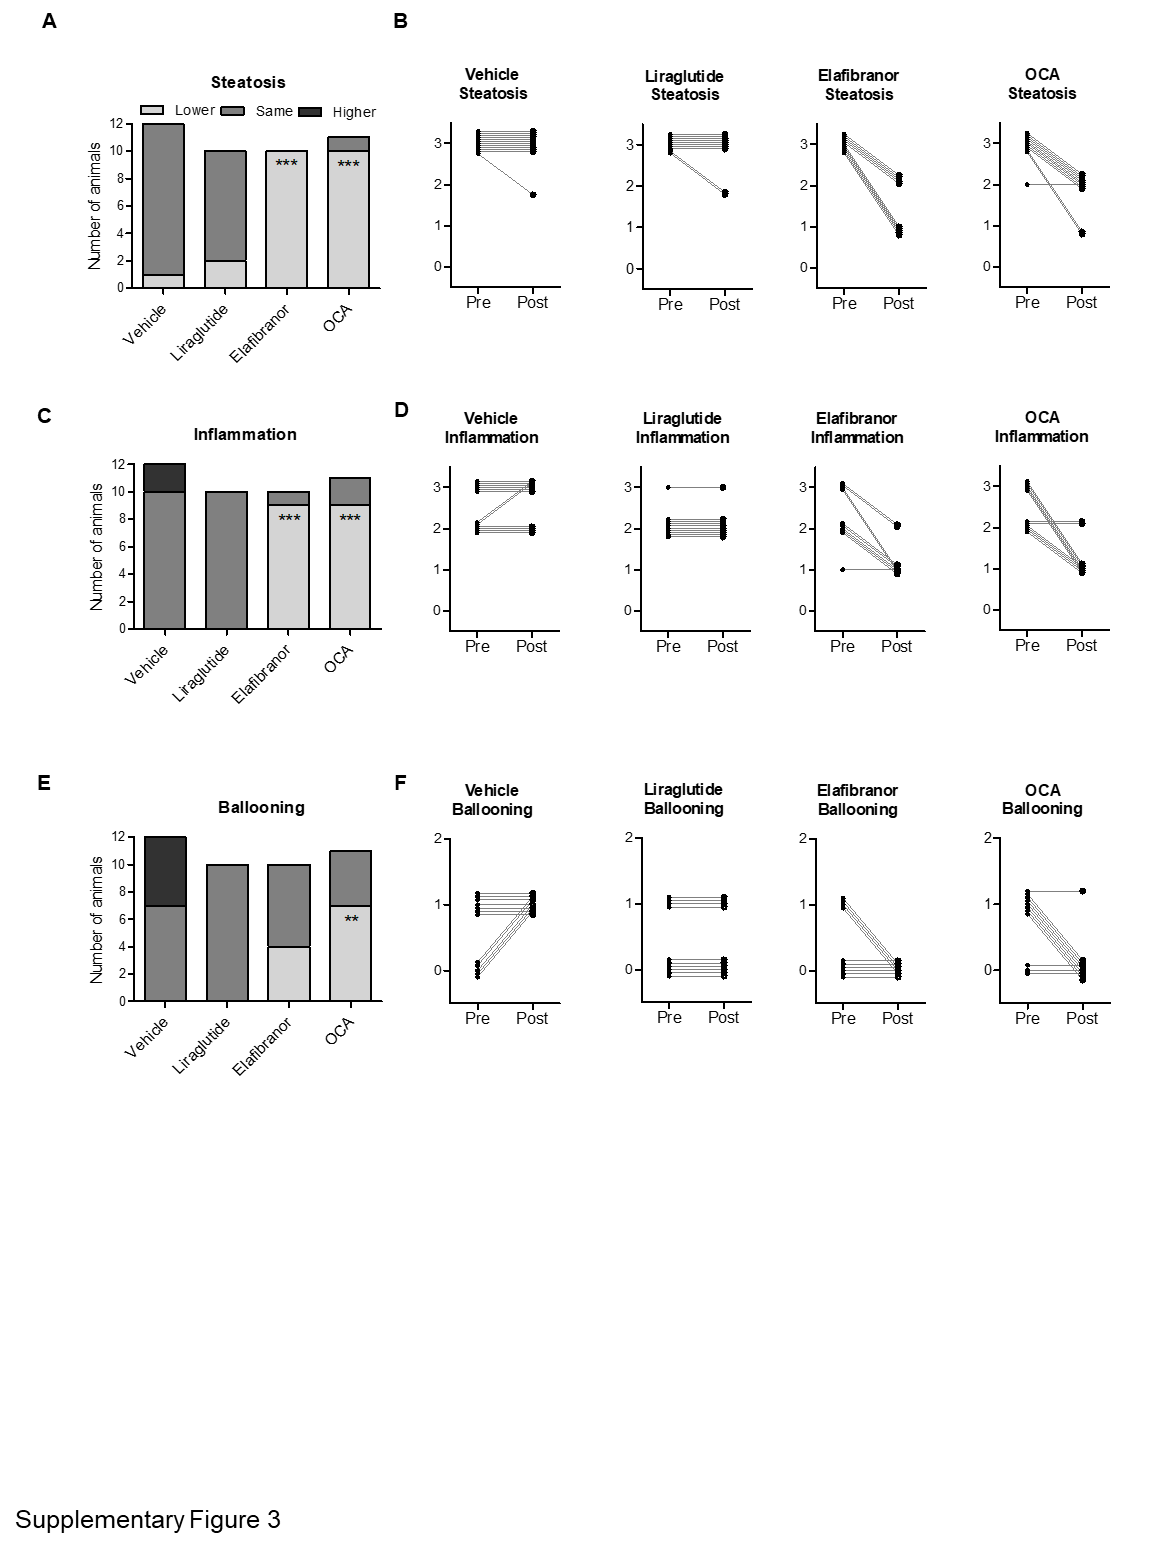 A
B
Steatosis
Lower Same Higher
Number of animals
12
10
8
6
4
2
0
***
***
Vehicle
Liraglutide
Elafibranor
OCA
Vehicle
Steatosis
3
2
1
0
Pre Post
Liraglutide
Steatosis
3
2
1
0
Pre Post
Elafibranor
Steatosis
3
2
1
0
Pre Post
OCA
Steatosis
3
2
1
0
Pre Post
C
D
Inflammation
Number of animals
12
10
8
6
4
2
0
***
***
Vehicle
Liraglutide
Elafibranor
OCA
Vehicle
Inflammation
3
2
1
0
Pre Post
Liraglutide
Inflammation
3
2
1
0
Pre Post
Elafibranor
Inflammation
3
2
1
0
Pre Post
OCA
Inflammation
3
2
1
0
Pre Post
E
F
Ballooning
Number of animals
12
10
8
6
4
2
0
**
Vehicle
Liraglutide
Elafibranor
OCA
Vehicle
Ballooning
2
1
0
Pre Post
Liraglutide
Ballooning
2
1
0
Pre Post
Elafibranor
Ballooning
2
1
0
Pre Post
OCA
Ballooning
2
1
0
Pre Post
Supplementary Figure 3